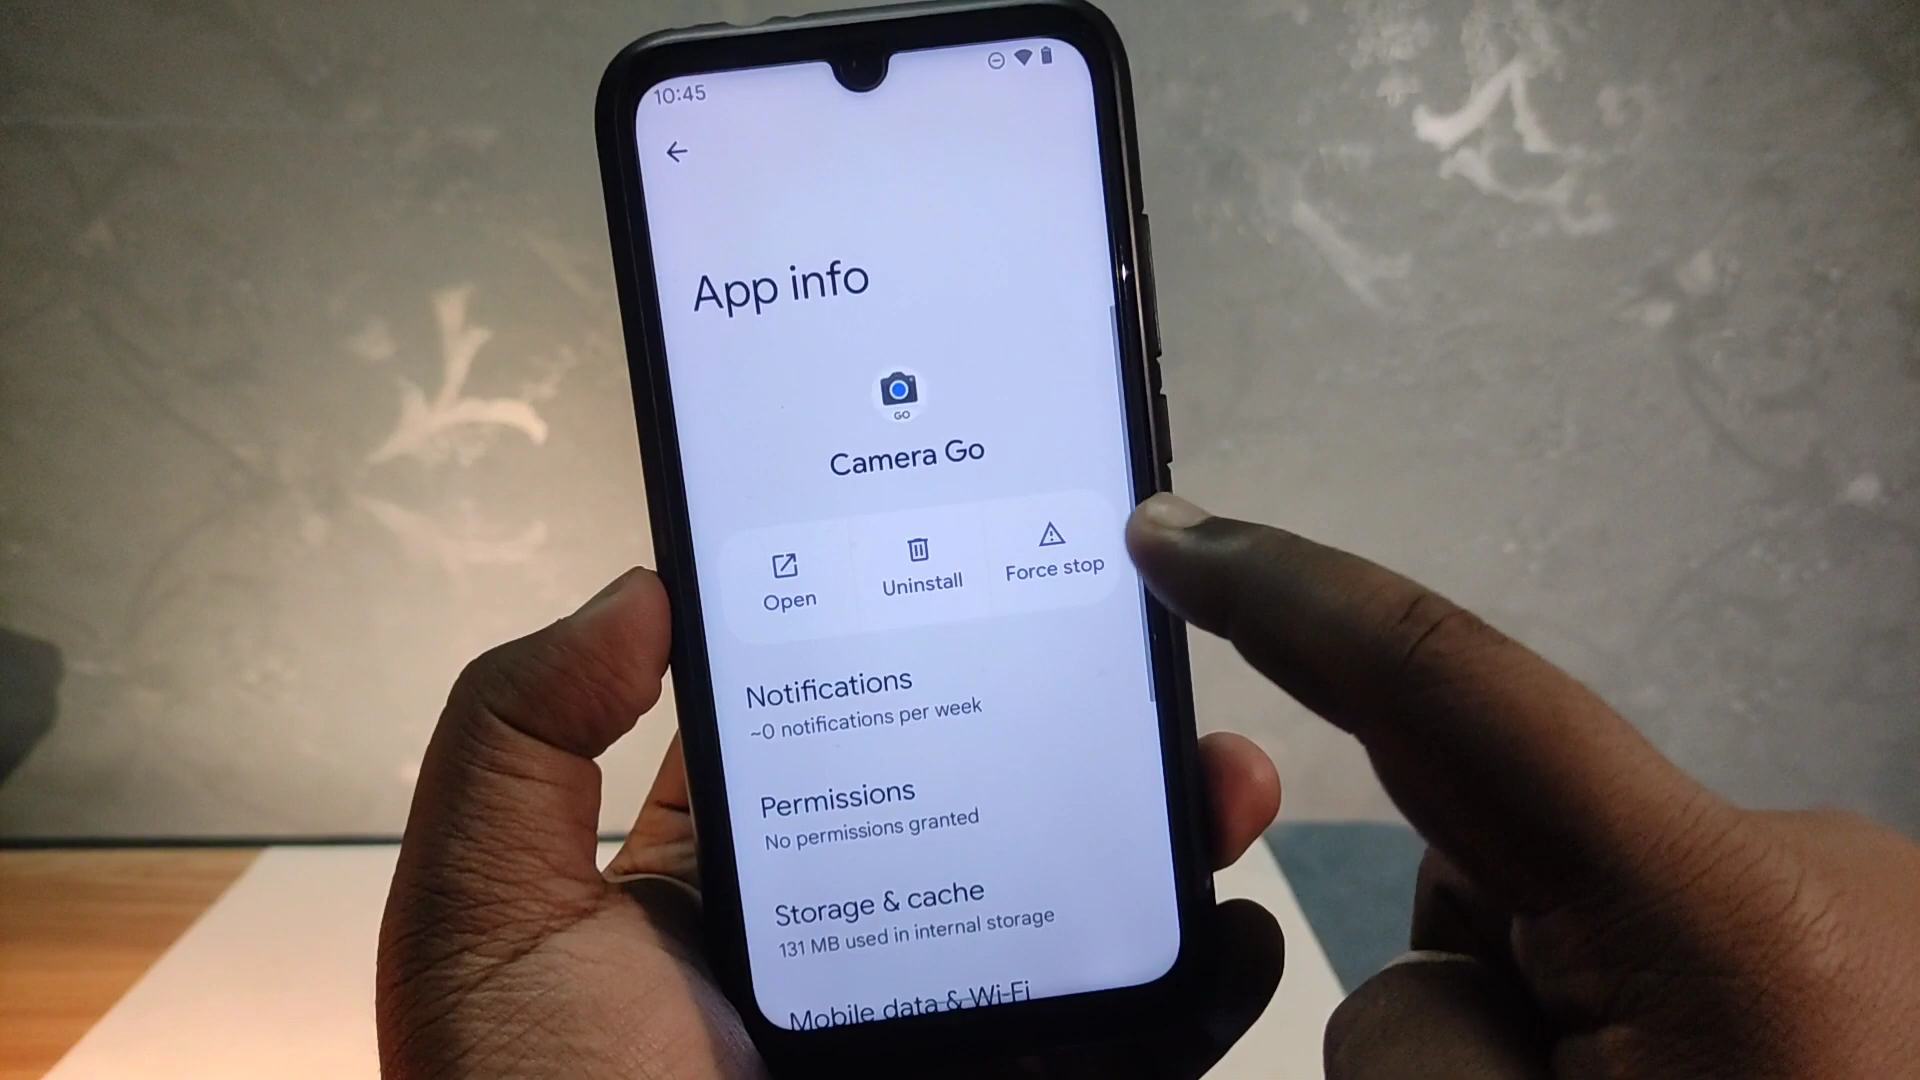 10:45
App info
GO
Camera Go
Open
Uninstall
Force stop
Notifications
~0 notifications per week
Permissions
No permissions granted
Storage & cache
131 MB used in internal storage
Mobile data & Wi-Fi